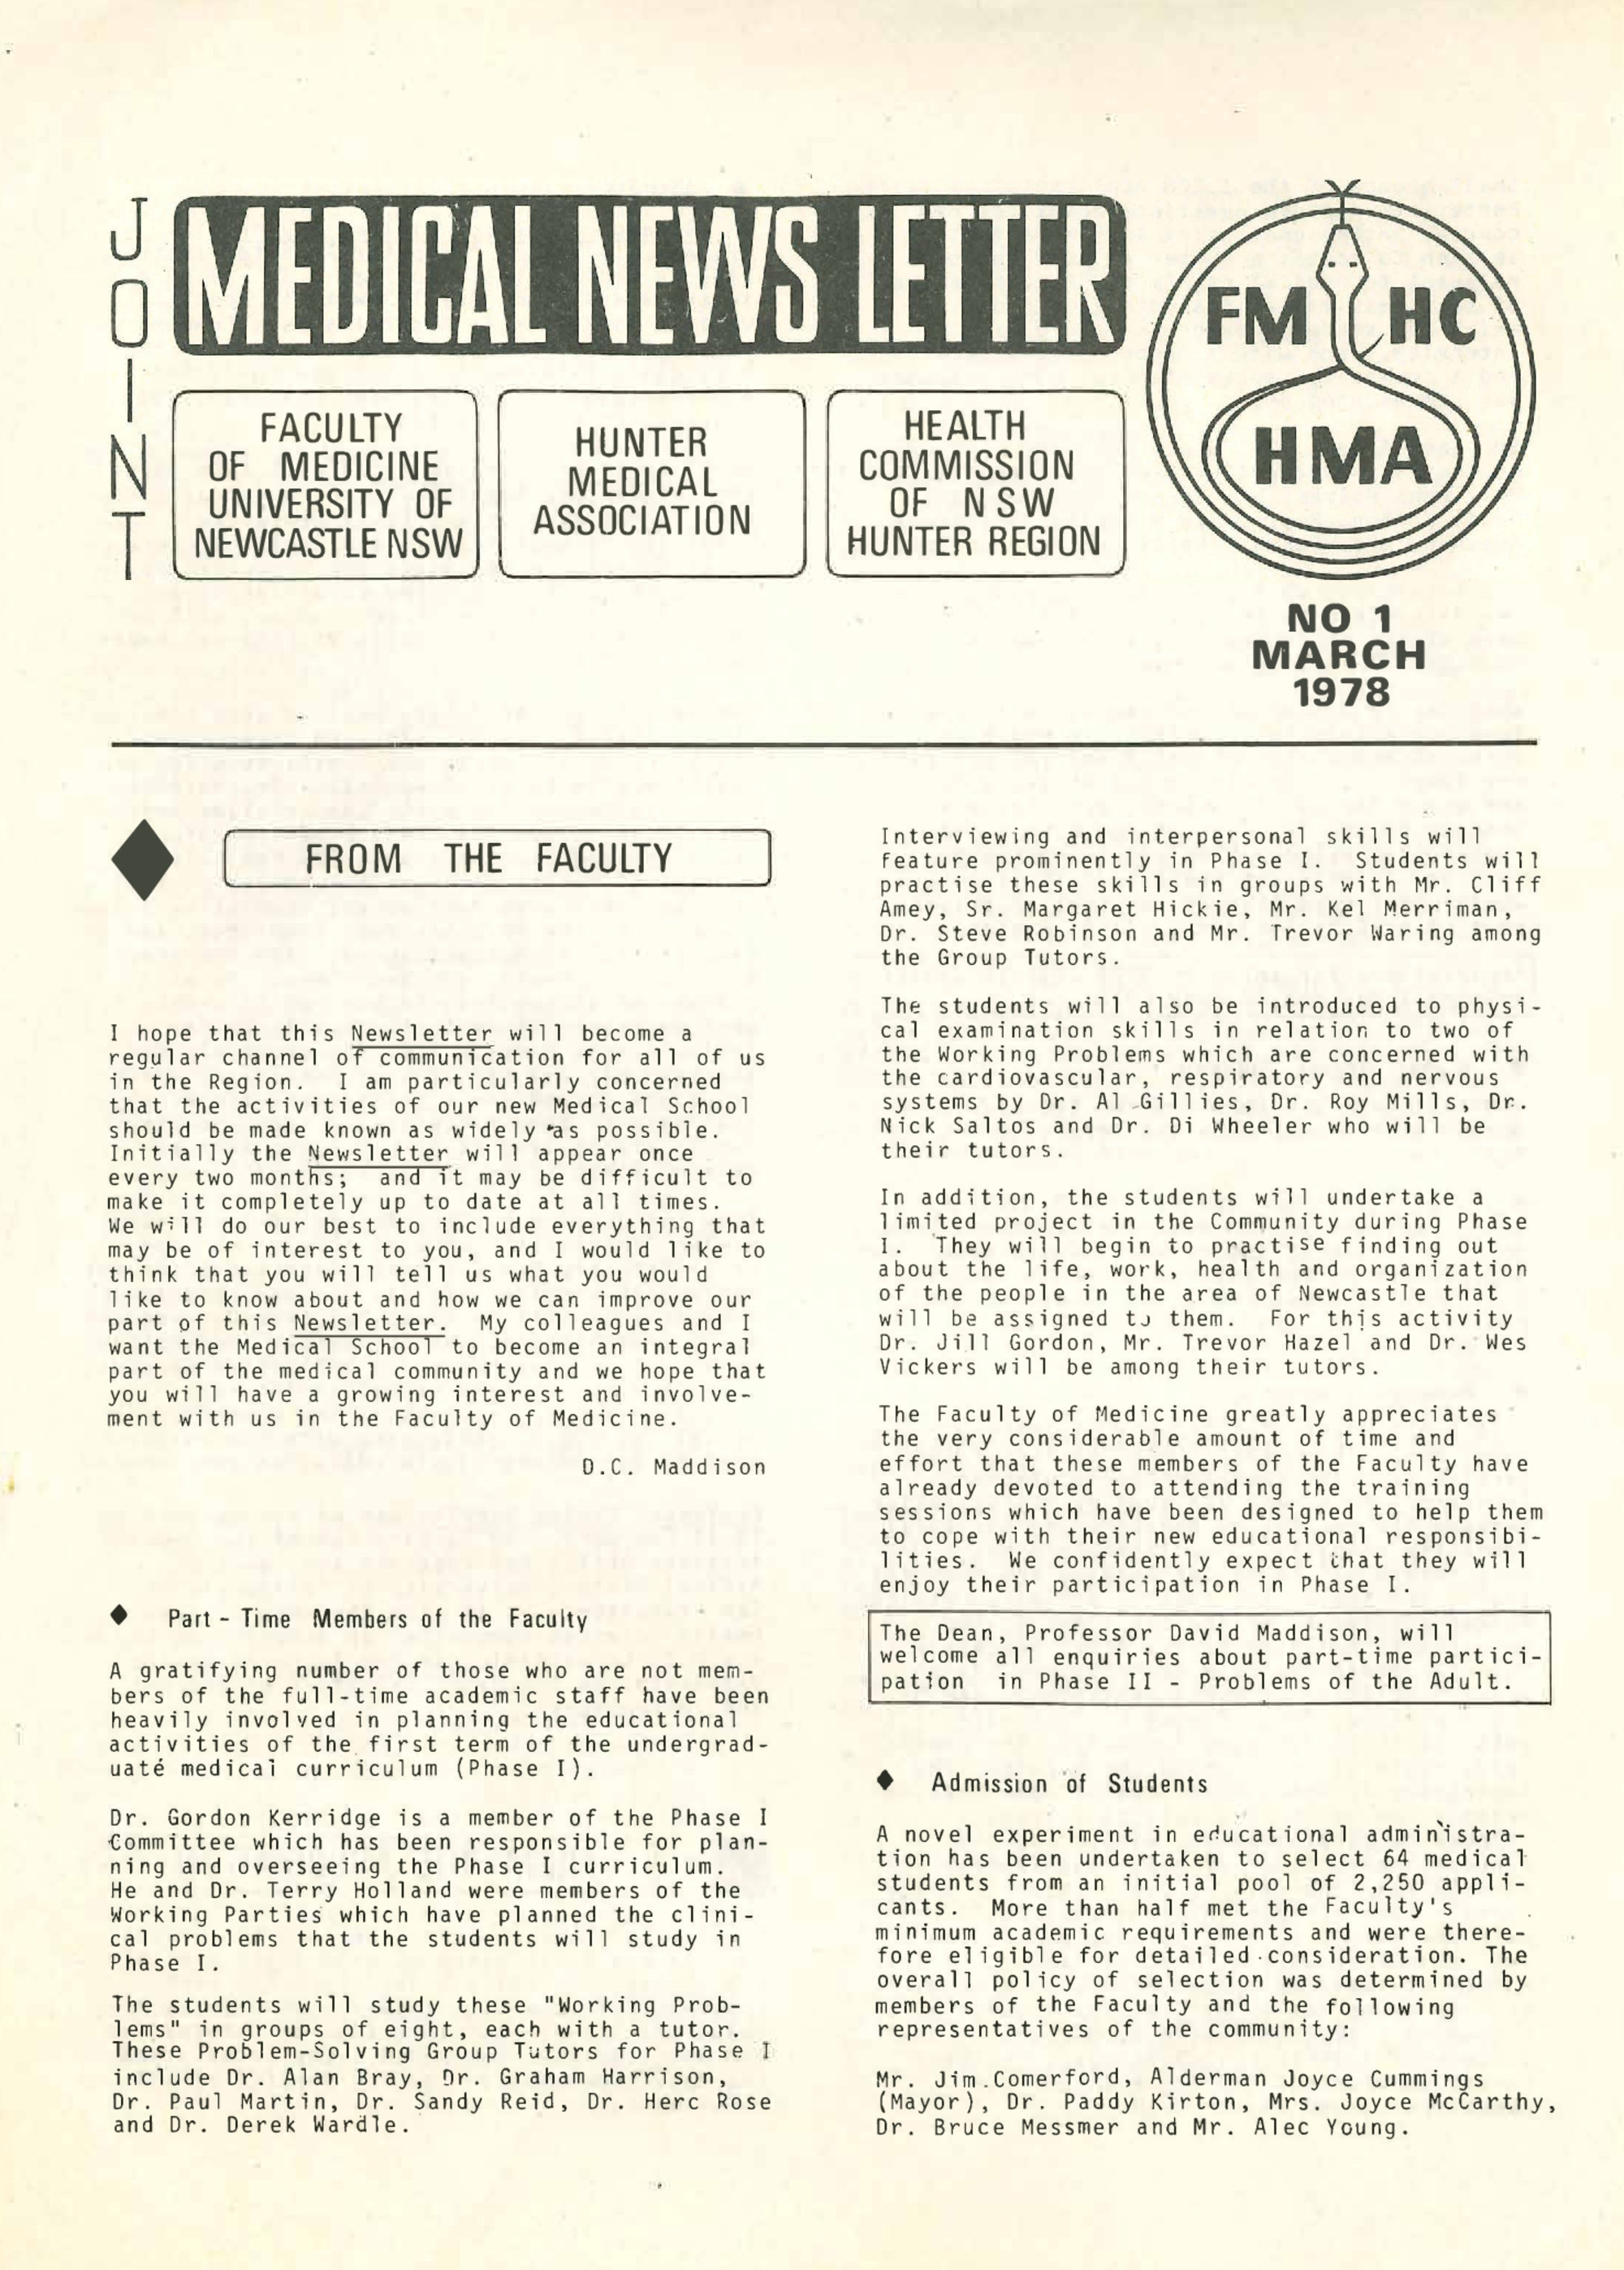 JOINT
MEDICAL NEWS LETTER
FACULTY
OF MEDICINE
UNIVERSITY OF
NEWCASTLE NSW
HUNTER
MEDICAL
ASSOCIATION
HEALTH
COMMISSION
OF NSW
HUNTER REGION
FM HC
HMA
NO 1
MARCH
1978
FROM THE FACULTY
I hope that this Newsletter will become a
regular channel of communication for all of us
in the Region. I am particularly concerned
that the activities of our new Medical School
should be made known as widely as possible.
Initially the Newsletter will appear once
every two months; and it may be difficult to
make it completely up to date at all times.
We will do our best to include everything that
may be of interest to you, and I would like to
think that you will tell us what you would
like to know about and how we can improve our
part of this Newsletter. My colleagues and I
want the Medical School to become an integral
part of the medical community and we hope that
you will have a growing interest and involve-
ment with us in the Faculty of Medicine.
D.C. Maddison
Part - Time Members of the Faculty
A gratifying number of those who are not mem-
bers of the full-time academic staff have been
heavily involved in planning the educational
activities of the first term of the undergrad-
uaté medical curriculum (Phase I).
Dr. Gordon Kerridge is a member of the Phase I
Committee which has been responsible for plan-
ning and overseeing the Phase I curriculum.
He and Dr. Terry Holland were members of the
Working Parties which have planned the clini-
cal problems that the students will study in
Phase I.
The students will study these "Working Prob-
lems" in groups of eight, each with a tutor.
These Problem-Solving Group Tutors for Phase I
include Dr. Alan Bray, Dr. Graham Harrison,
Dr. Paul Martin, Dr. Sandy Reid, Dr. Herc Rose
and Dr. Derek Wardle.
Interviewing and interpersonal skills will
feature prominently in Phase I. Students will
practise these skills in groups with Mr. Cliff
Amey, Sr. Margaret Hickie, Mr. Kel Merriman,
Dr. Steve Robinson and Mr. Trevor Waring among
the Group Tutors.
The students will also be introduced to physi-
cal examination skills in relation to two of
the Working Problems which are concerned with
the cardiovascular, respiratory and nervous
systems by Dr. Al Gillies, Dr. Roy Mills, Dr.
Nick Saltos and Dr. Di Wheeler who will be
their tutors.
In addition, the students will undertake a
limited project in the Community during Phase
I. They will begin to practise finding out
about the life, work, health and organization
of the people in the area of Newcastle that
will be assigned to them. For this activity
Dr. Jill Gordon, Mr. Trevor Hazel and Dr. Wes
Vickers will be among their tutors.
The Faculty of Medicine greatly appreciates
the very considerable amount of time and
effort that these members of the Faculty have
already devoted to attending the training
sessions which have been designed to help them
to cope with their new educational responsibi-
lities. We confidently expect that they will
enjoy their participation in Phase I.
The Dean, Professor David Maddison, will
welcome all enquiries about part-time partici-
pation in Phase II - Problems of the Adult.
Admission of Students
A novel experiment in educational administra-
tion has been undertaken to select 64 medical
students from an initial pool of 2,250 appli-
cants. More than half met the Faculty's
minimum academic requirements and were there-
fore eligible for detailed consideration. The
overall policy of selection was determined by
members of the Faculty and the following
representatives of the community:
Mr. Jim Comerford, Alderman Joyce Cummings
(Mayor), Dr. Paddy Kirton, Mrs. Joyce McCarthy,
Dr. Bruce Messmer and Mr. Alec Young.